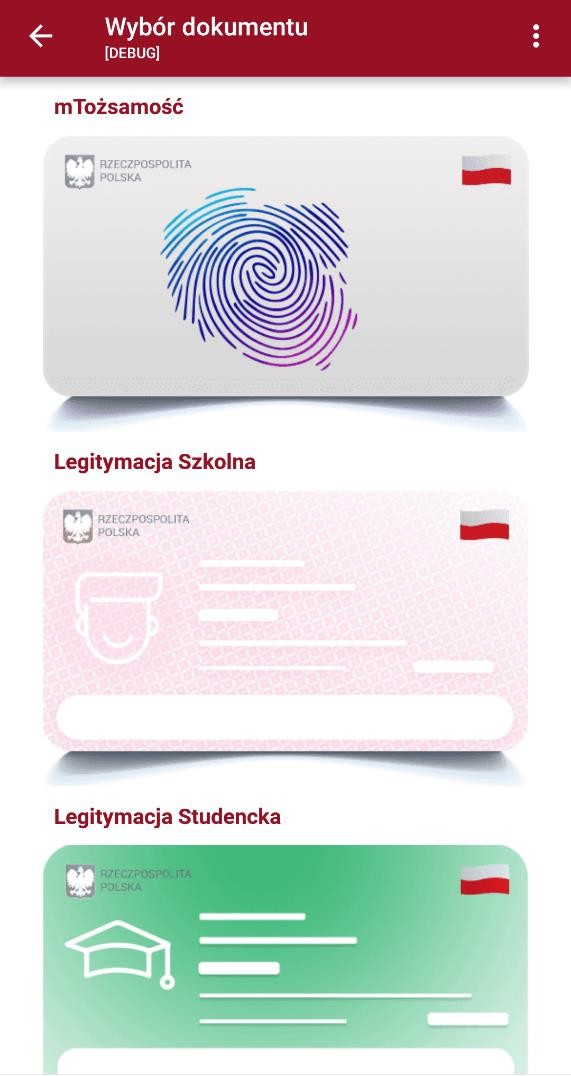 Wybór dokumentu
[DEBUG]
mTożsamość
RZECZPOSPOLITA
POLSKA
Legitymacja Szkolna
RZECZPOSPOLITA
POLSKA
Legitymacja Studencka
RZECZPOSPOLITA
POLSKA